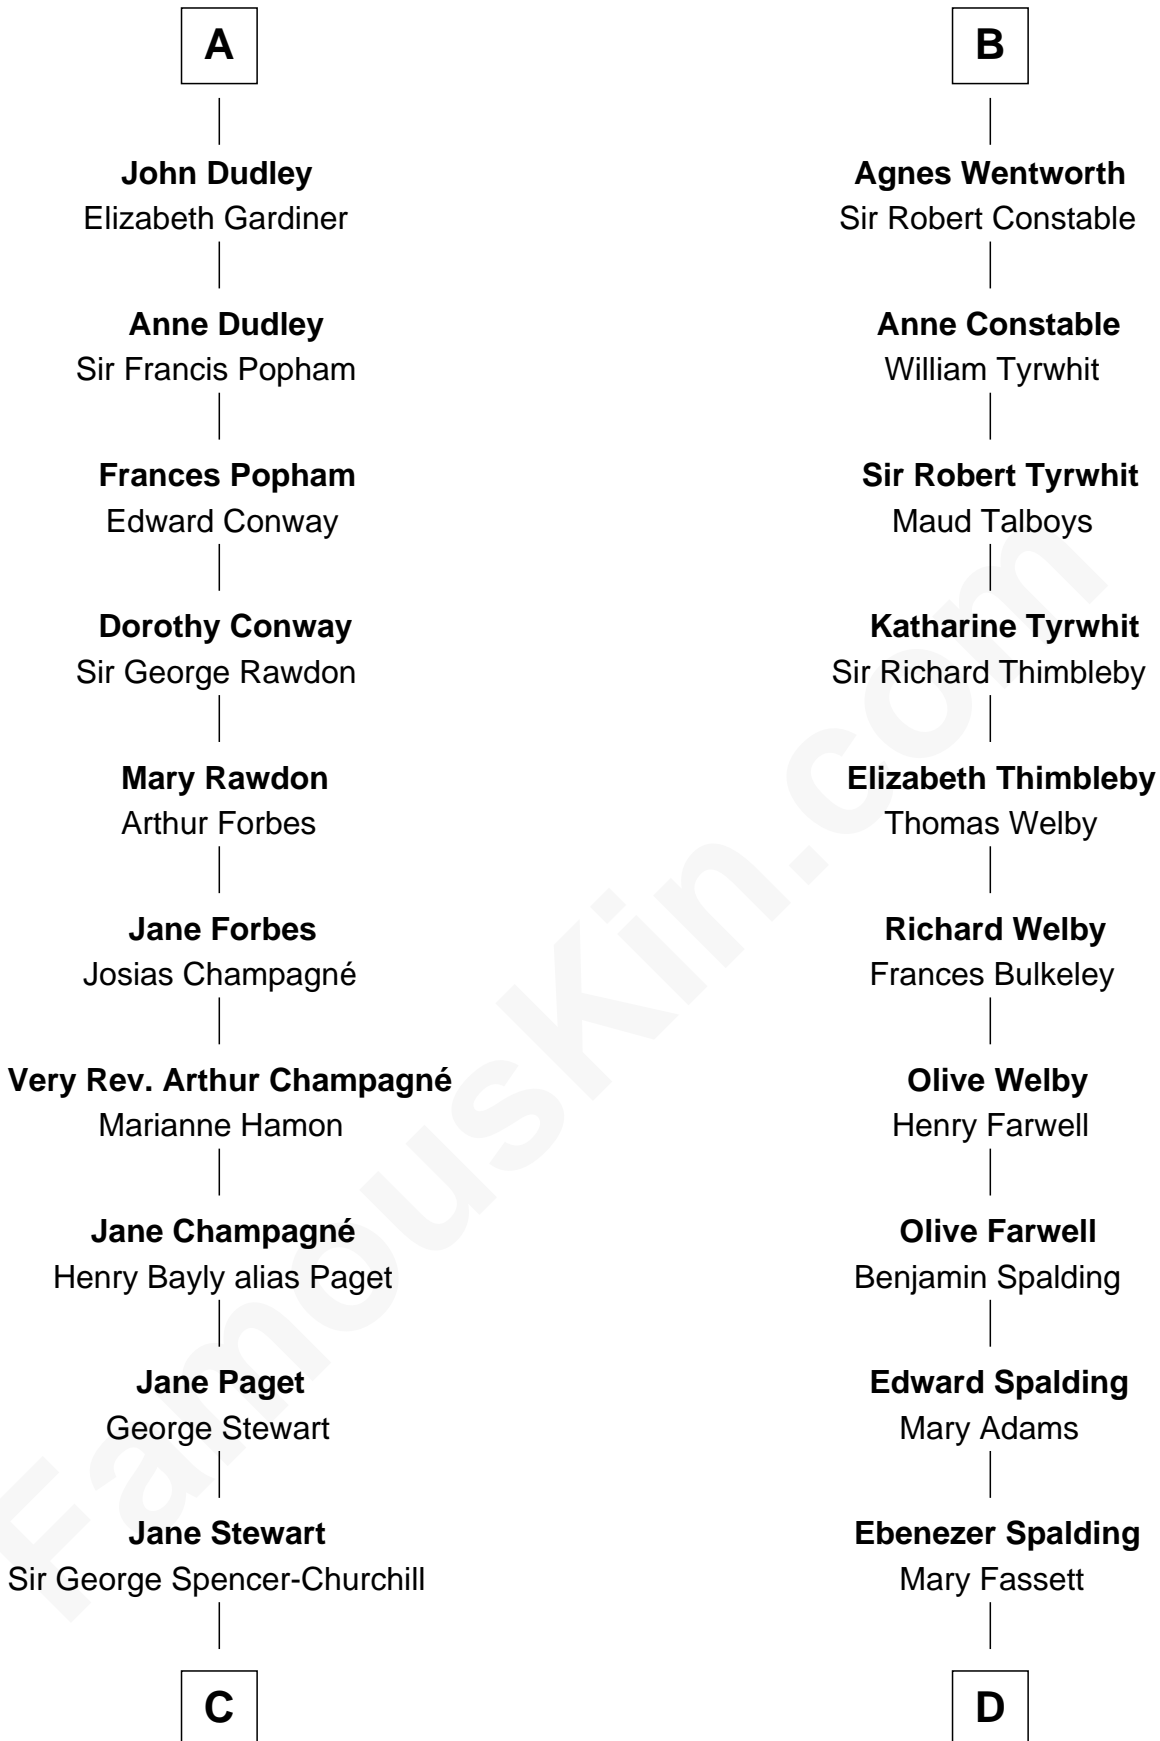 A
John Dudley
Elizabeth Gardiner
Anne Dudley
Sir Francis Popham
Frances Popham
Edward Conway
Dorothy Conway
Sir George Rawdon
Mary Rawdon
Arthur Forbes
Jane Forbes
Josias Champagné
Very Rev. Arthur Champagné
Marianne Hamon
Jane Champagné
Henry Bayly alias Paget
Jane Paget
George Stewart
Jane Stewart
Sir George Spencer-Churchill
C
B
Agnes Wentworth
Sir Robert Constable
Anne Constable
William Tyrwhit
Sir Robert Tyrwhit
Maud Talboys
Katharine Tyrwhit
Sir Richard Thimbleby
Elizabeth Thimbleby
Thomas Welby
Richard Welby
Frances Bulkeley
Olive Welby
Henry Farwell
Olive Farwell
Benjamin Spalding
Edward Spalding
Mary Adams
Ebenezer Spalding
Mary Fassett
D
FamousKin.com